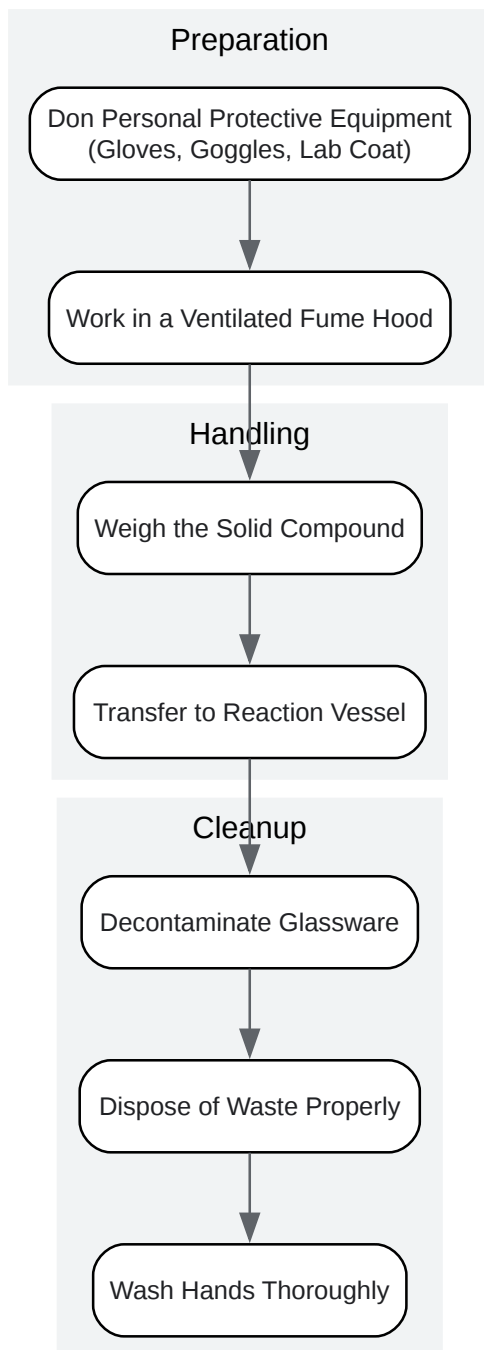 Preparation
Don Personal Protective Equipment
(Gloves, Goggles, Lab Coat)
Work in a Ventilated Fume Hood
Handling
Weigh the Solid Compound
Transfer to Reaction Vessel
Cleanup
Decontaminate Glassware
Dispose of Waste Properly
Wash Hands Thoroughly